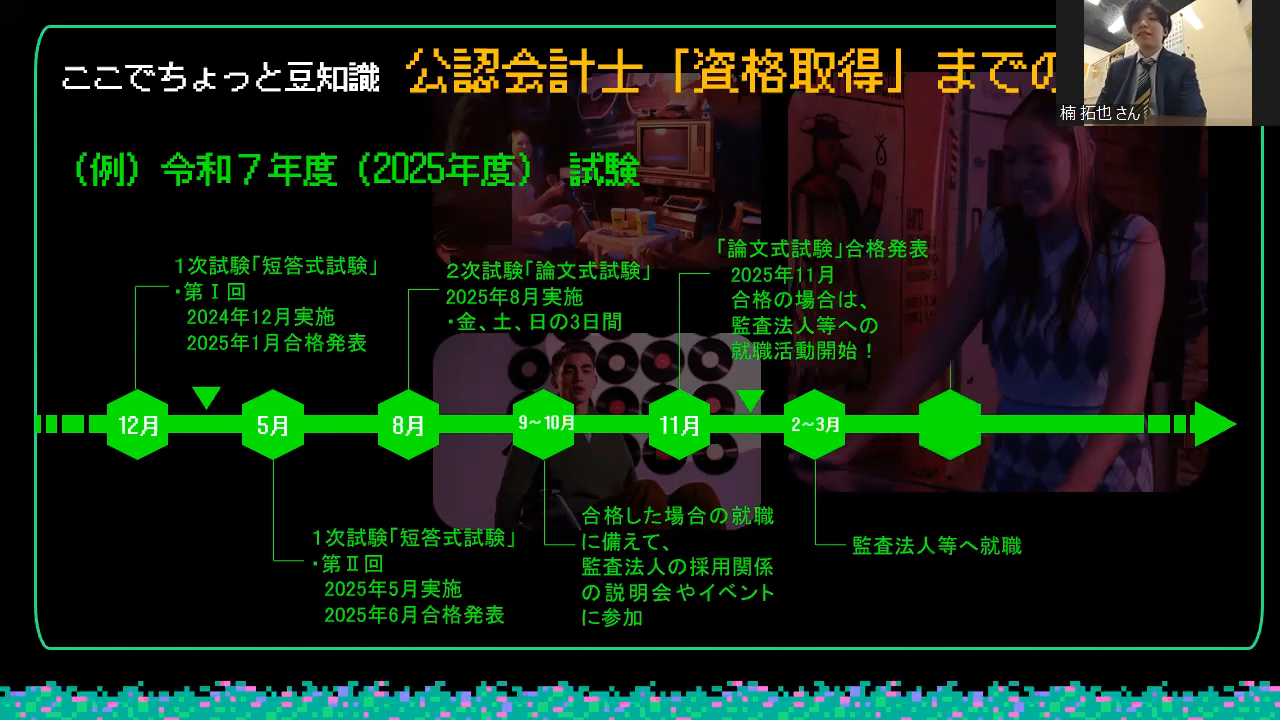 ここでちょっと豆知識
公認会計士「資格取得」までの
楠 拓也 さん
（例）令和７年度（2025年度） 試験
１次試験「短答式試験」
・第Ⅰ回
2024年12月実施
2025年1月合格発表
２次試験「論文式試験」
2025年8月実施
・金、土、日の3日間
「論文式試験」合格発表
2025年11月
合格の場合は、
監査法人等への
就職活動開始！
12月
5月
8月
9～10月
11月
2～3月
１次試験「短答式試験」
・第Ⅱ回
2025年5月実施
2025年6月合格発表
合格した場合の就職
に備えて、
監査法人の採用関係
の説明会やイベント
に参加
監査法人等へ就職